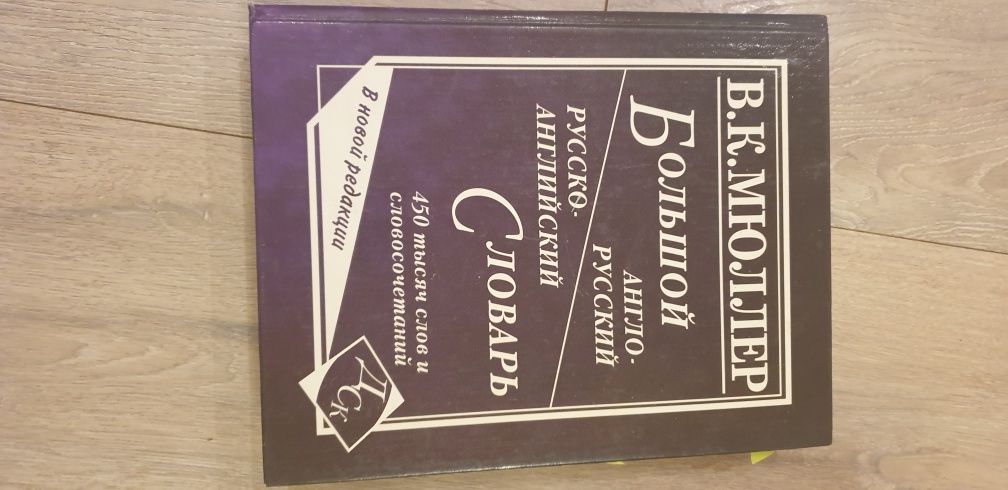 В.К.МЮЛЛЕР
Большой
АНГЛО-
РУССКИЙ
РУССКО-
АНГЛИЙСКИЙ
Словарь
450 тысяч слов и
словосочетаний
В новой редакции
ДСК